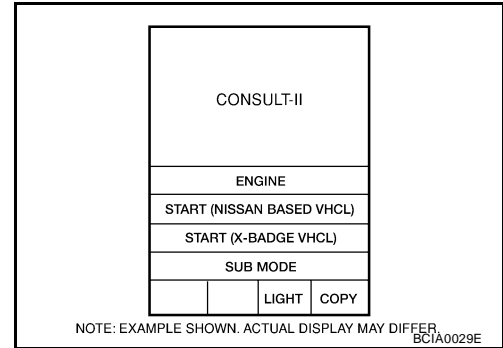 CONSULT-II
ENGINE
START (NISSAN BASED VHCL)
START (X-BADGE VHCL)
SUB MODE
LIGHT COPY
NOTE: EXAMPLE SHOWN. ACTUAL DISPLAY MAY DIFFER.
BCIA0029E